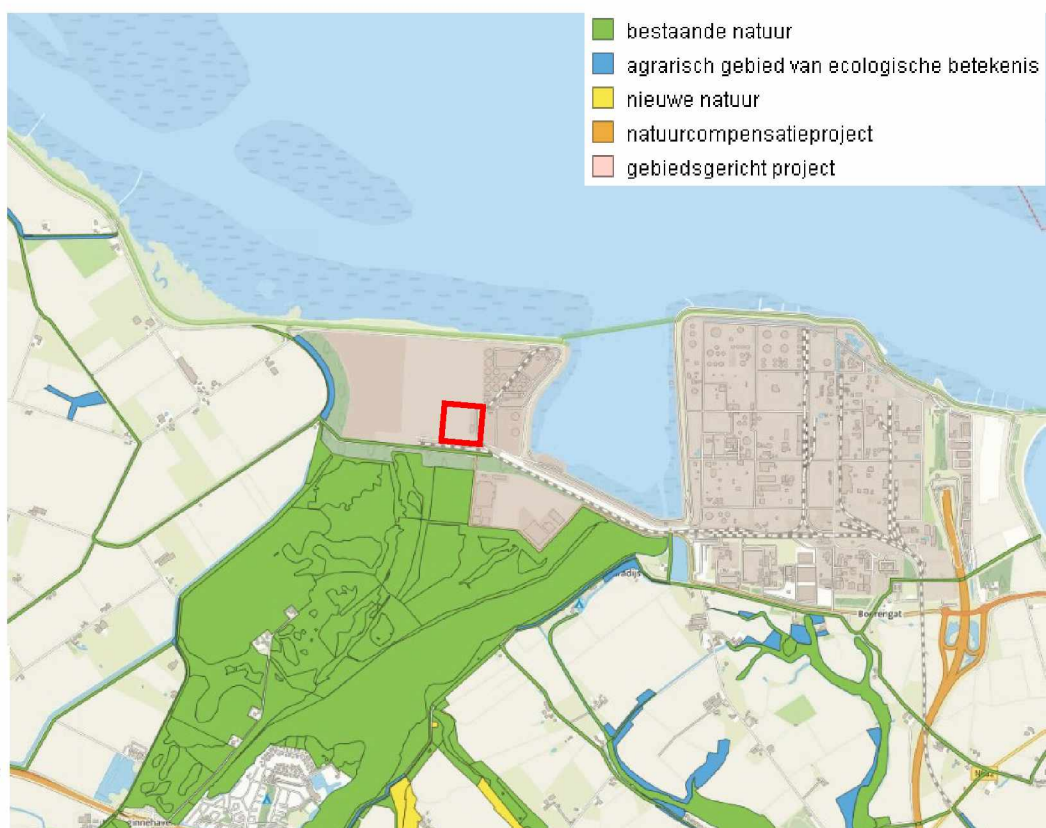 bestaande natuur
agrarisch gebied van ecologische betekenis
nieuwe natuur
natuurcompensatieproject
gebiedsgericht project
Boerengat